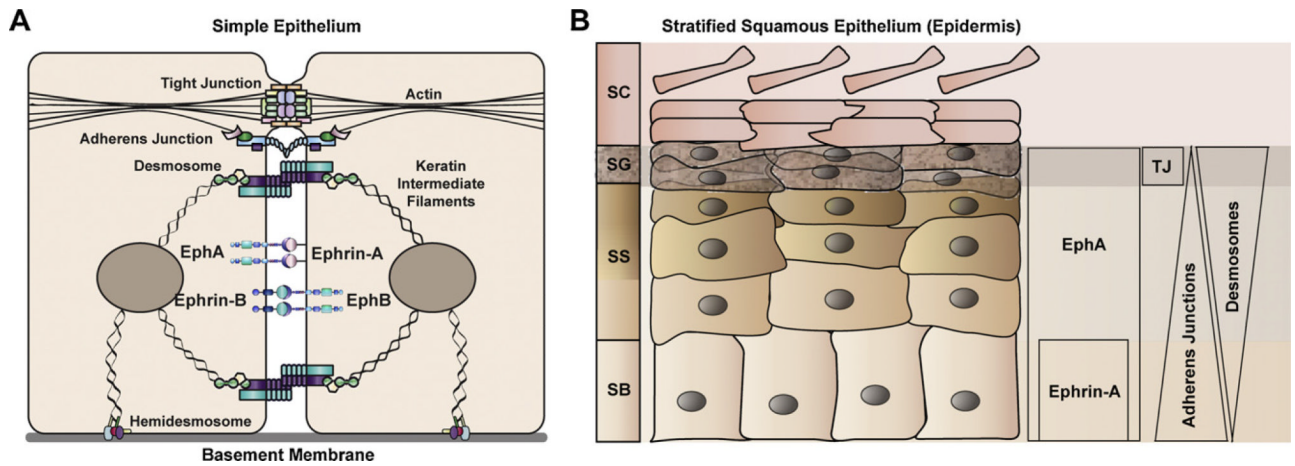 A
Simple Epithelium
Tight Junction
Actin
Adherens Junction
Desmosome
Keratin
Intermediate
Filaments
EphA
Ephrin-A
Ephrin-B
EphB
Hemidesmosome
Basement Membrane
B
Stratified Squamous Epithelium (Epidermis)
SC
SG
SS
SB
TJ
EphA
Ephrin-A
Adherens Junctions
Desmosomes